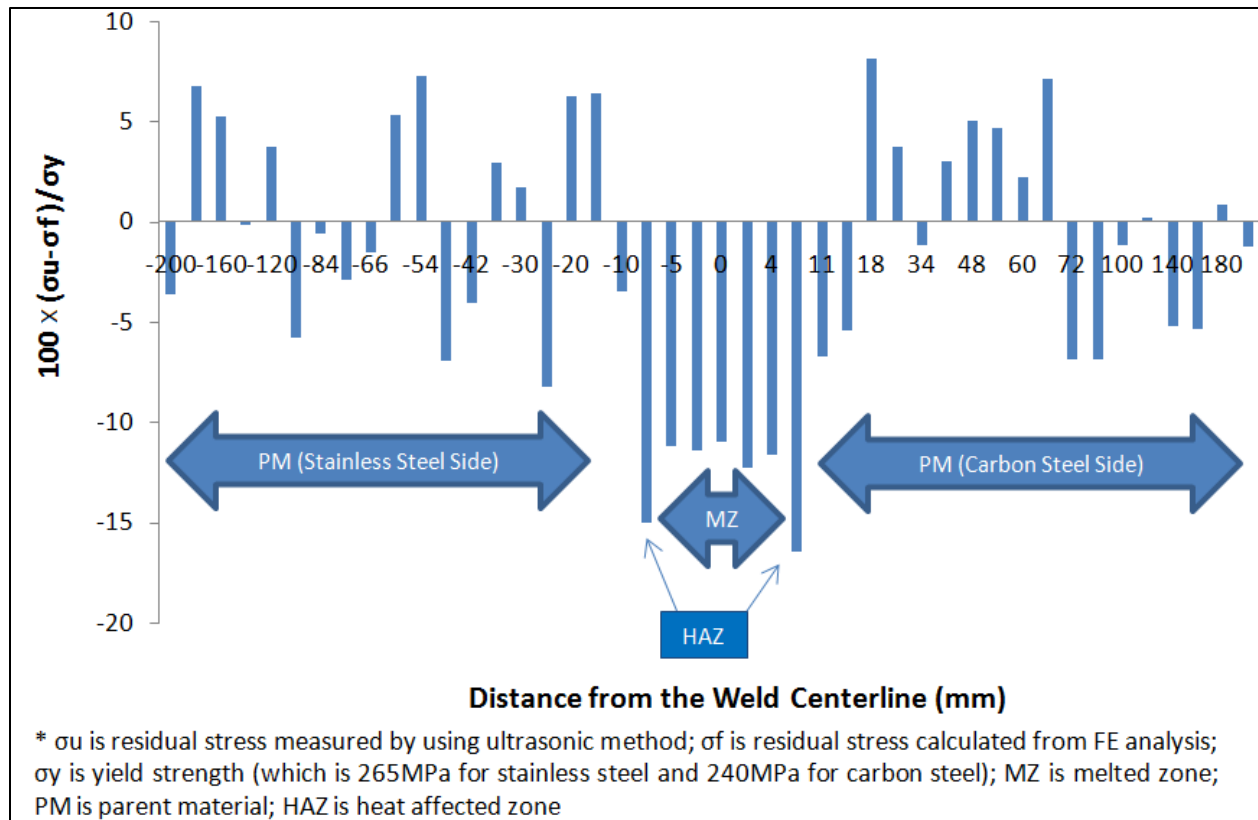 10
5
0
-5
-10
-15
-20
100 x (σu-σf)/σy
-200 -160 -120 -84 -66 -54 -42 -30 -20 -10 -5 0 4 11 18 34 48 60 72 100 140 180
PM (Stainless Steel Side)
MZ
PM (Carbon Steel Side)
HAZ
Distance from the Weld Centerline (mm)
* σu is residual stress measured by using ultrasonic method; σf is residual stress calculated from FE analysis;
σy is yield strength (which is 265MPa for stainless steel and 240MPa for carbon steel); MZ is melted zone;
PM is parent material; HAZ is heat affected zone